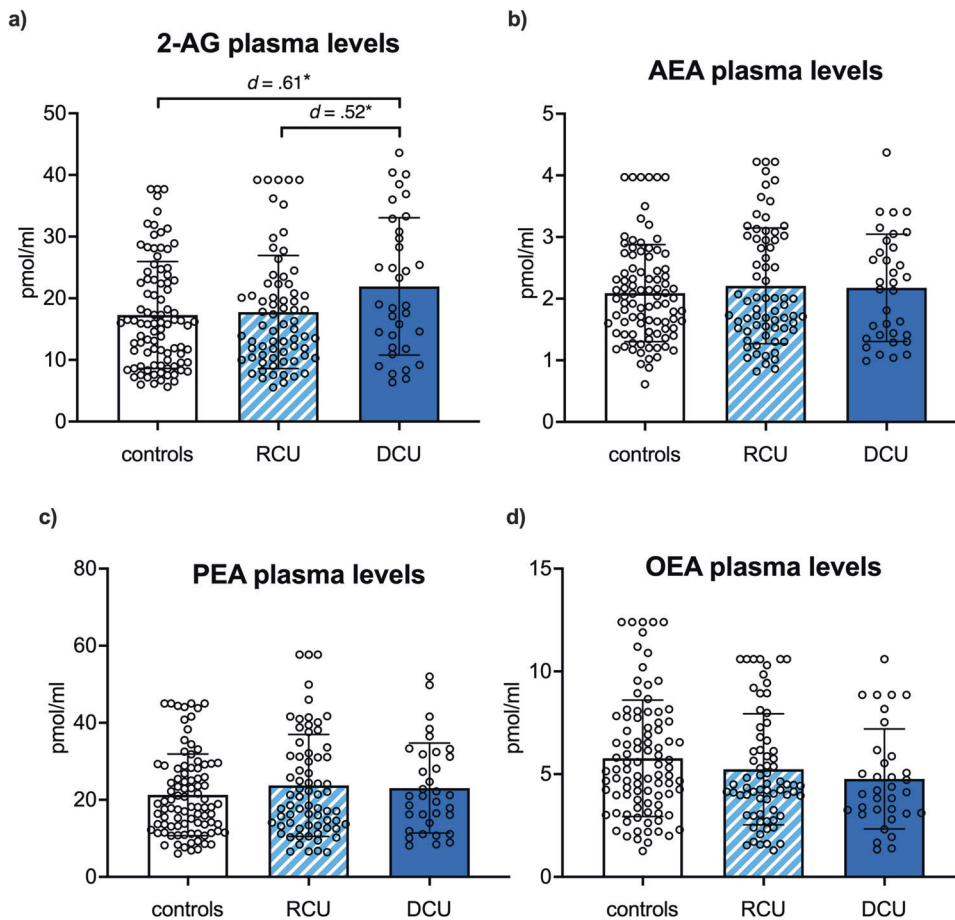 a)
2-AG plasma levels
d = .61*
d = .52*
50
40
30
20
10
0
pmol/ml
controls RCU DCU
b)
AEA plasma levels
5
4
3
2
1
0
pmol/ml
controls RCU DCU
c)
PEA plasma levels
80
60
40
20
0
pmol/ml
controls RCU DCU
d)
OEA plasma levels
15
10
5
0
pmol/ml
controls RCU DCU